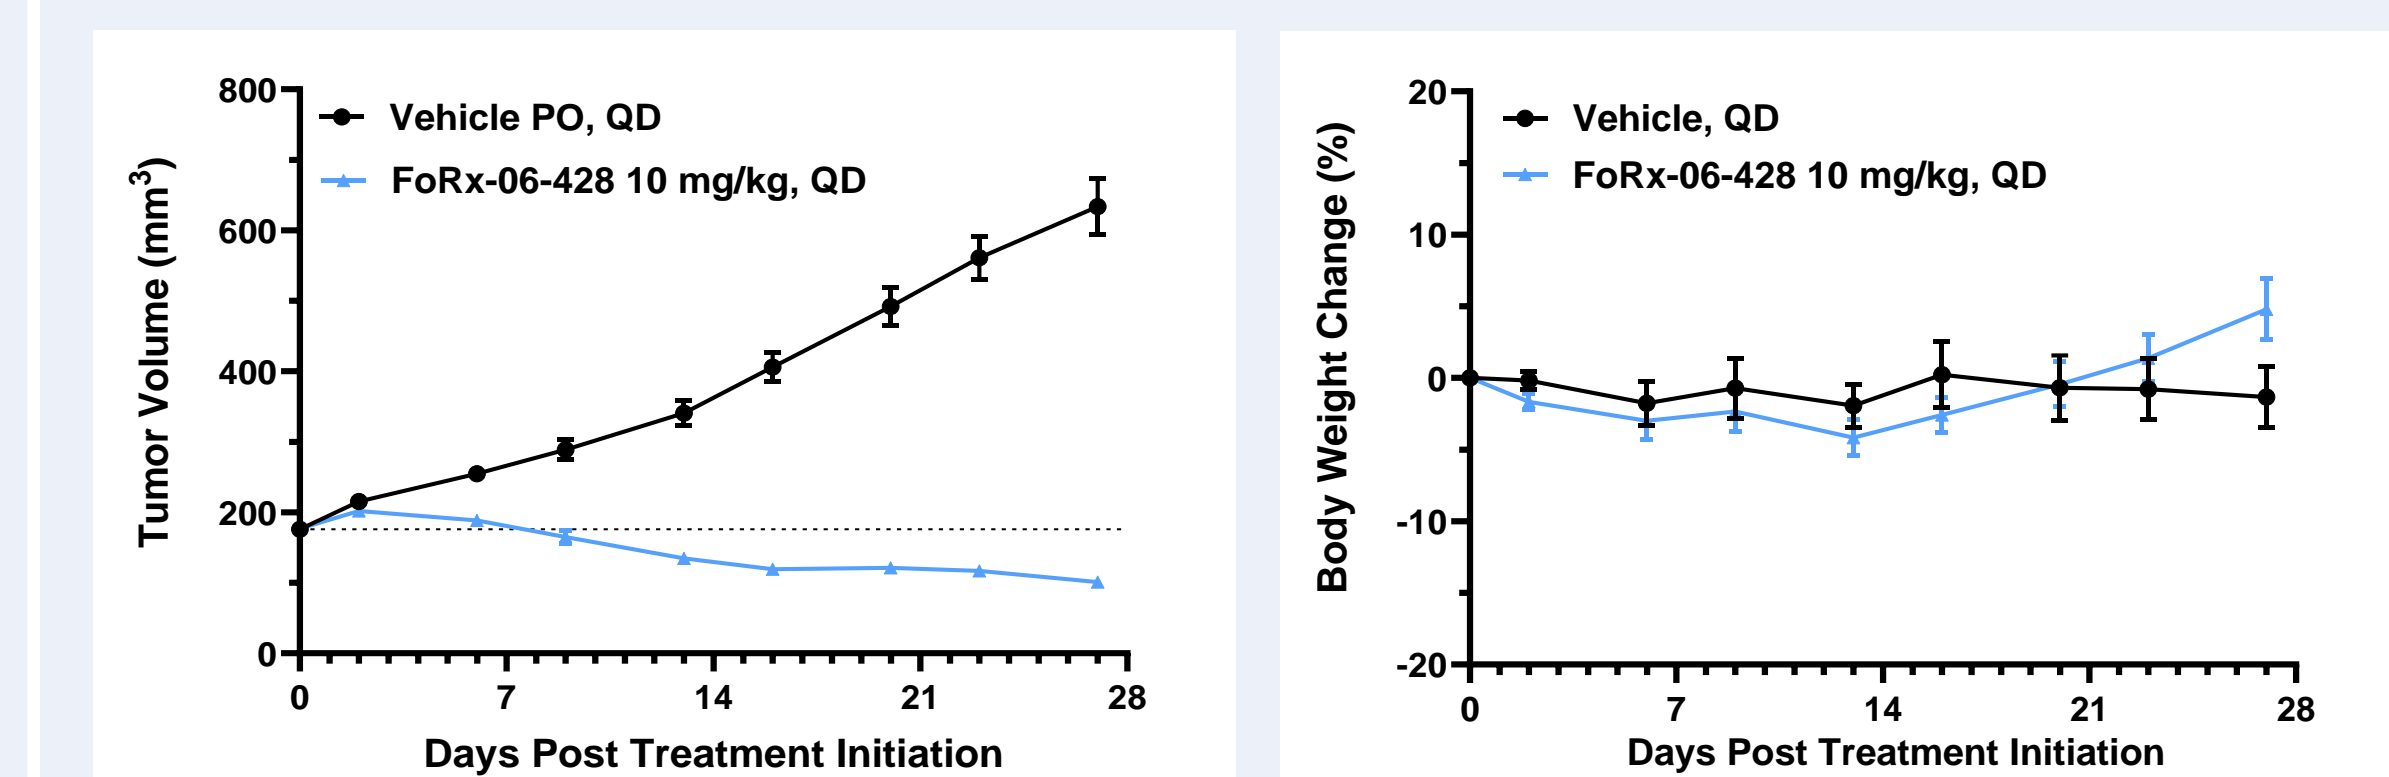 800
600
400
200
0
Tumor Volume (mm³)
Vehicle PO, QD
FoRx-06-428 10 mg/kg, QD
0 7 14 21 28
Days Post Treatment Initiation
20
10
0
-10
-20
Body Weight Change (%)
Vehicle, QD
FoRx-06-428 10 mg/kg, QD
0 7 14 21 28
Days Post Treatment Initiation